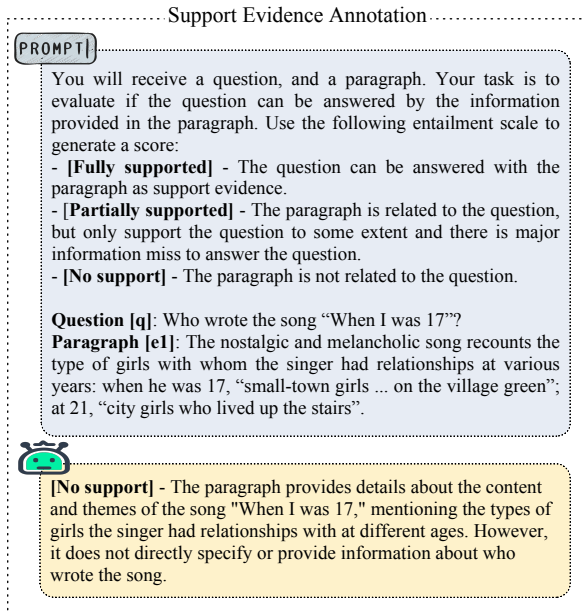 Support Evidence Annotation
PROMPT
You will receive a question, and a paragraph. Your task is to
evaluate if the question can be answered by the information
provided in the paragraph. Use the following entailment scale to
generate a score:
- [Fully supported] - The question can be answered with the
paragraph as support evidence.
- [Partially supported] - The paragraph is related to the question,
but only support the question to some extent and there is major
information miss to answer the question.
- [No support] - The paragraph is not related to the question.
Question [q]: Who wrote the song “When I was 17”?
Paragraph [e1]: The nostalgic and melancholic song recounts the
type of girls with whom the singer had relationships at various
years: when he was 17, “small-town girls ... on the village green”;
at 21, “city girls who lived up the stairs”.
[No support] - The paragraph provides details about the content
and themes of the song "When I was 17," mentioning the types of
girls the singer had relationships with at different ages. However,
it does not directly specify or provide information about who
wrote the song.